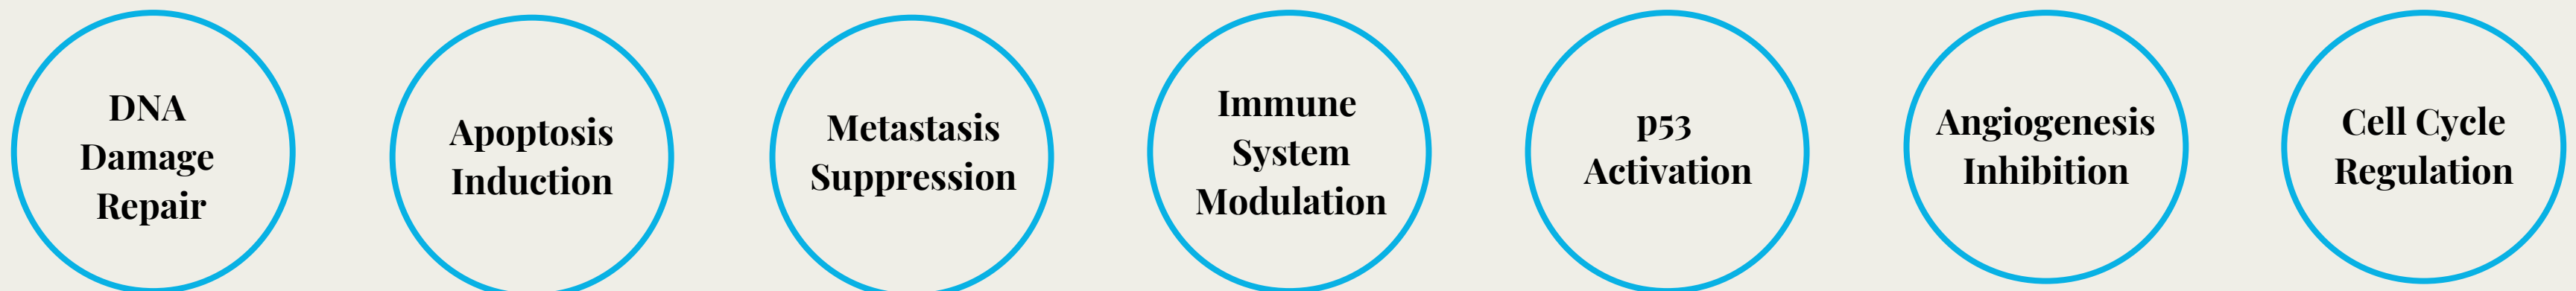 DNA
Damage
Repair
Apoptosis
Induction
Metastasis
Suppression
Immune
System
Modulation
p53
Activation
Angiogenesis
Inhibition
Cell Cycle
Regulation